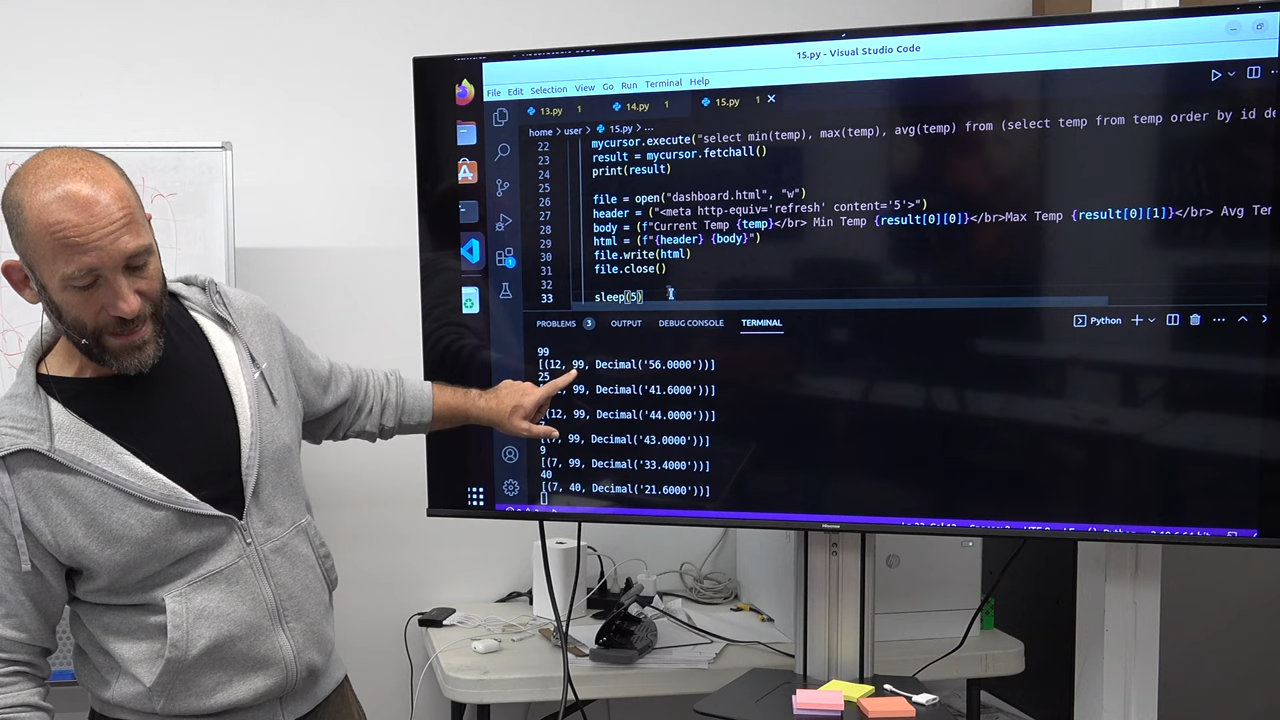 15.py - Visual Studio Code
File Edit Selection View Go Run Terminal Help
13.py 1 14.py 1 15.py 1
home > user > 15.py > ...
22 mycursor.execute("select min(temp), max(temp), avg(temp) from (select temp from temp order by id de
23 result = mycursor.fetchall()
24 print(result)
25
26 file = open("dashboard.html", "w")
27 header = ("<meta http-equiv='refresh' content='5'>")
28 body = (f"Current Temp {temp}</br> Min Temp {result[0][0]}</br>Max Temp {result[0][1]}</br> Avg Te
29 html = (f"{header} {body}")
30 file.write(html)
31 file.close()
32
33 sleep(5)
PROBLEMS 3 OUTPUT DEBUG CONSOLE TERMINAL Python
99
[(12, 99, Decimal('56.0000'))]
25
99, Decimal('41.6000'))]
(12, 99, Decimal('44.0000'))]
7
(7, 99, Decimal('43.0000'))]
9
[(7, 99, Decimal('33.4000'))]
40
[(7, 40, Decimal('21.6000'))]
Hisense